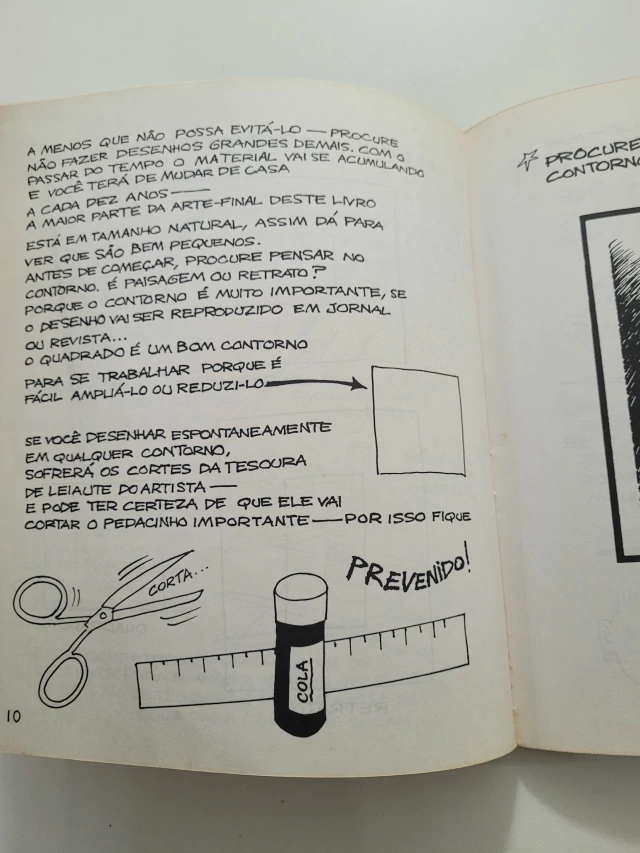 A MENOS QUE NÃO POSSA EVITÁ-LO — PROCURE
NÃO FAZER DESENHOS GRANDES DEMAIS. COM O
PASSAR DO TEMPO O MATERIAL VAI SE ACUMULANDO
E VOCÊ TERÁ DE MUDAR DE CASA
A CADA DEZ ANOS —
A MAIOR PARTE DA ARTE-FINAL DESTE LIVRO
ESTÁ EM TAMANHO NATURAL, ASSIM DÁ PARA
VER QUE SÃO BEM PEQUENOS.
ANTES DE COMEÇAR, PROCURE PENSAR NO
CONTORNO. É PAISAGEM OU RETRATO?
PORQUE O CONTORNO É MUITO IMPORTANTE, SE
O DESENHO VAI SER REPRODUZIDO EM JORNAL
OU REVISTA...
O QUADRADO É UM BOM CONTORNO
PARA SE TRABALHAR PORQUE É
FÁCIL AMPLIÁ-LO OU REDUZI-LO
SE VOCÊ DESENHAR ESPONTANEAMENTE
EM QUALQUER CONTORNO,
SOFRERÁ OS CORTES DA TESOURA
DE LEIAUTE DO ARTISTA —
E PODE TER CERTEZA DE QUE ELE VAI
CORTAR O PEDACINHO IMPORTANTE — POR ISSO FIQUE
PREVENIDO!
CORTA...
COLA
10
PROCURE
CONTORNO